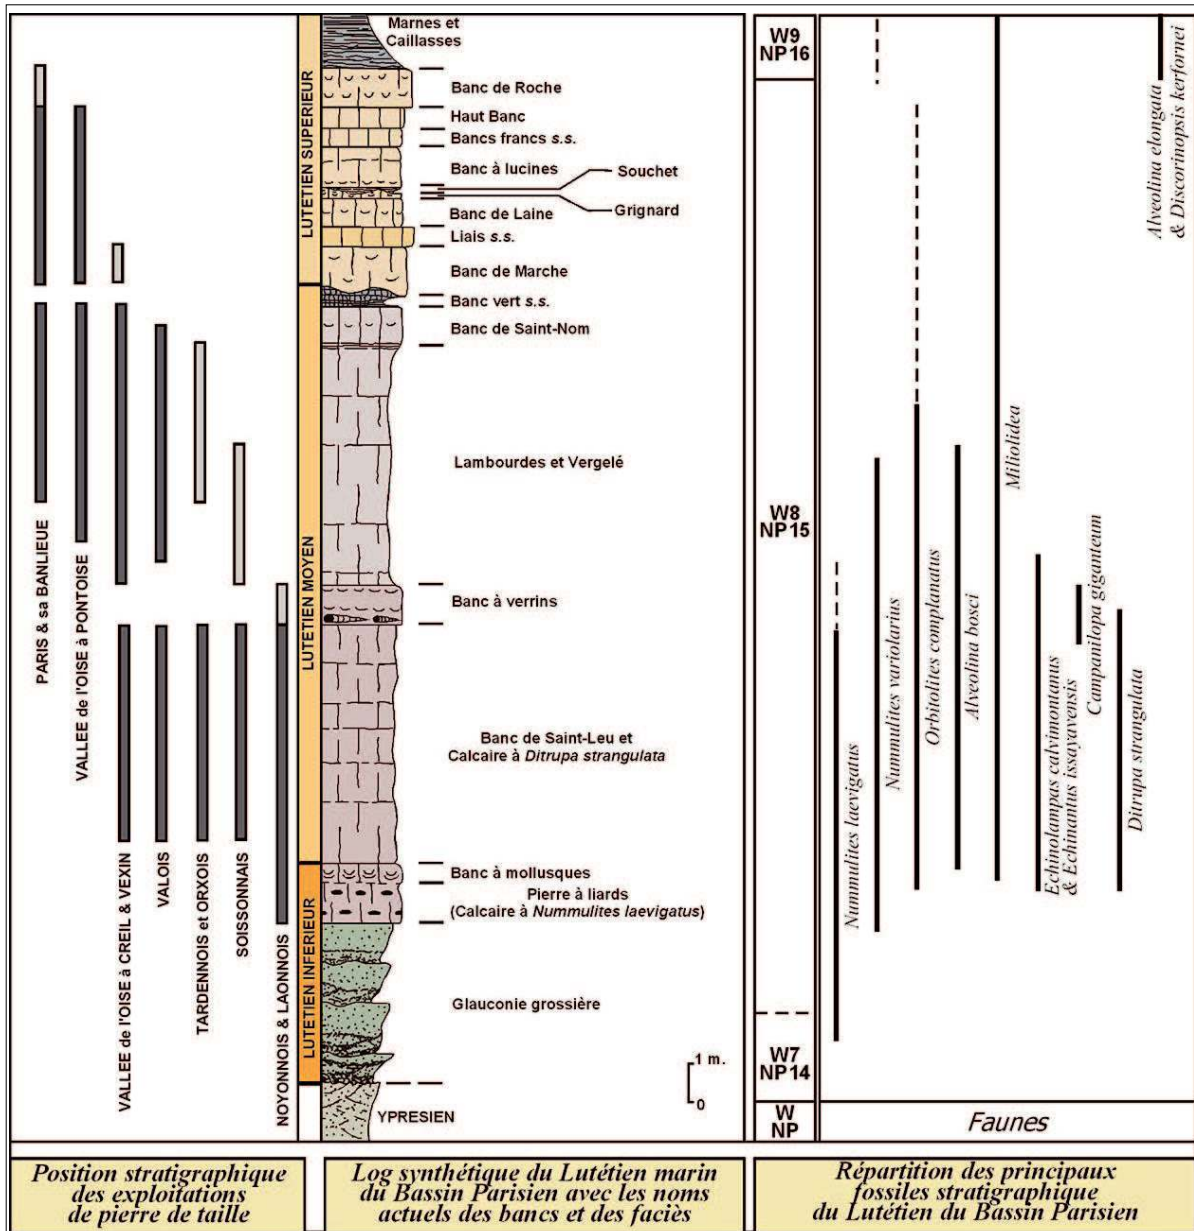 PARIS & sa BANLIEUE
VALLEE de l'OISE à PONTOISE
VALLEE de l'OISE à CREIL & VEXIN
VALOIS
TARDENNOIS et ORXOIS
SOISSONNAIS
NOYONNOIS & LAONNOIS
LUTETIEN SUPERIEUR
LUTETIEN MOYEN
LUTETIEN INFERIEUR
Marnes et
Caillasses
Banc de Roche
Haut Banc
Bancs francs s.s.
Banc à lucines
Souchet
Grignard
Banc de Laine
Liais s.s.
Banc de Marche
Banc vert s.s.
Banc de Saint-Nom
Lambourdes et Vergelé
Banc à verrins
Banc de Saint-Leu et
Calcaire à Ditrupa strangulata
Banc à mollusques
Pierre à liards
(Calcaire à Nummulites laevigatus)
Glauconie grossière
1 m.
0
YPRESIEN
W9
NP16
W8
NP15
W7
NP14
W
NP
Nummulites laevigatus
Nummulites variolarius
Orbitolites complanatus
Alveolina bosci
Miliolidea
Echinolampas calvimontanus
& Echinantus issayavensis
Campanilopa giganteum
Ditrupa strangulata
Alveolina elongata
& Discorinopsis kerfornei
Faunes
Position stratigraphique
des exploitations
de pierre de taille
Log synthétique du Lutétien marin
du Bassin Parisien avec les noms
actuels des bancs et des faciès
Répartition des principaux
fossiles stratigraphique
du Lutétien du Bassin Parisien